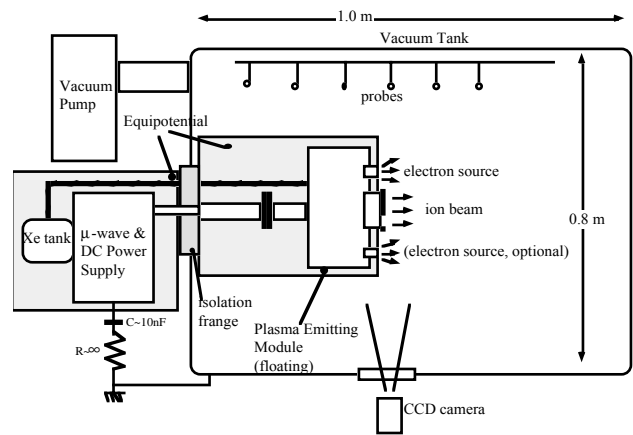 1.0 m
Vacuum Tank
Vacuum
Pump
probes
Equipotential
electron source
ion beam
0.8 m
Xe tank
μ-wave &
DC Power
Supply
(electron source, optional)
isolation
frange
C~10nF
Plasma Emitting
Module
(floating)
R~∞
CCD camera